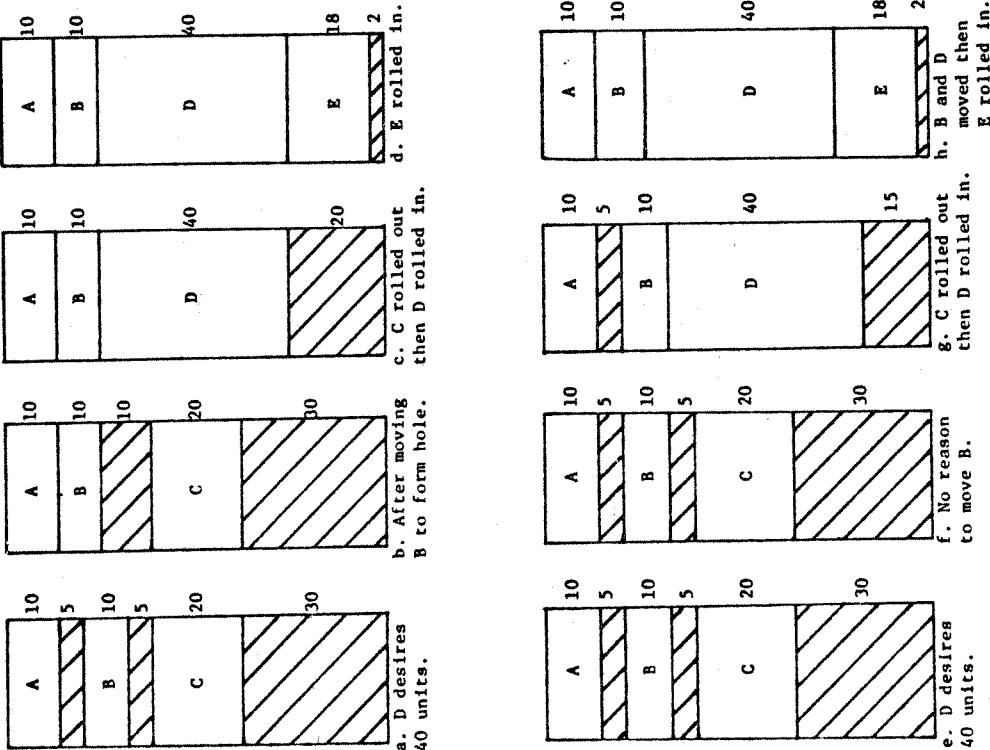 A
10
5
B
10
5
C
20
30
a. D desires
40 units.
A
10
B
10
10
C
20
30
b. After moving
B to form hole.
A
10
B
10
D
40
20
c. C rolled out
then D rolled in.
A
10
B
10
D
40
E
18
2
d. E rolled in.
A
10
5
B
10
5
C
20
30
e. D desires
40 units.
A
10
5
B
10
5
C
20
30
f. No reason
to move B.
A
10
5
B
10
D
40
15
g. C rolled out
then D rolled in.
A
10
B
10
D
40
E
18
2
h. B and D
moved then
E rolled in.